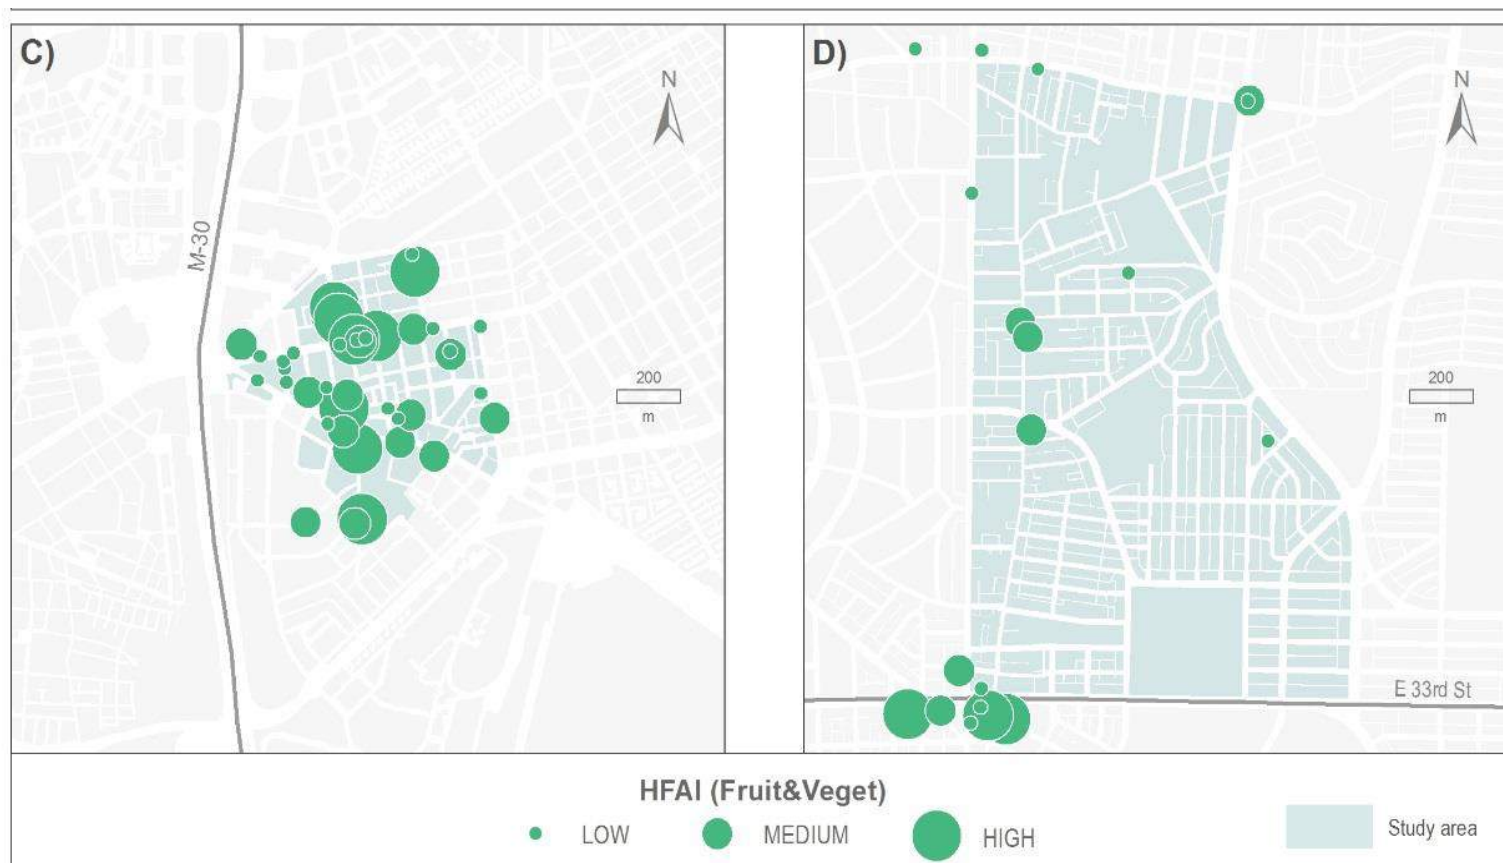 C)
N
M-30
200
m
D)
N
200
m
E 33rd St
HFAI (Fruit&Veget)
LOW
MEDIUM
HIGH
Study area